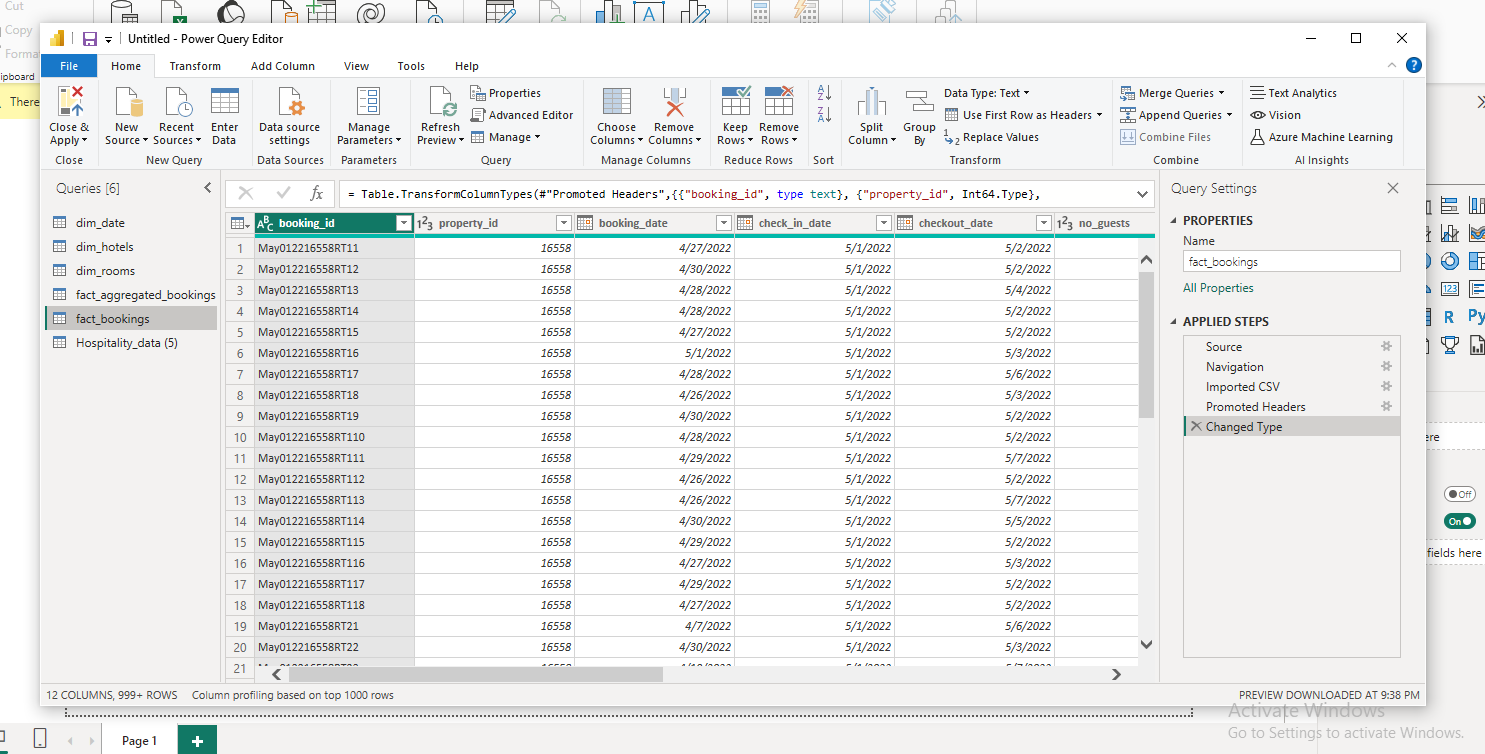 Cut
Copy
Forma
ipboard
There
Untitled - Power Query Editor
File Home Transform Add Column View Tools Help
Close & Apply
Close
New Source
Recent Sources
Enter Data
New Query
Data source settings
Data Sources
Manage Parameters
Parameters
Refresh Preview
Properties
Advanced Editor
Manage
Query
Choose Columns
Remove Columns
Manage Columns
Keep Rows
Remove Rows
Reduce Rows
Sort
Split Column
Group By
Data Type: Text
Use First Row as Headers
Replace Values
Transform
Merge Queries
Append Queries
Combine Files
Combine
Text Analytics
Vision
Azure Machine Learning
AI Insights
Queries [6]
dim_date
dim_hotels
dim_rooms
fact_aggregated_bookings
fact_bookings
Hospitality_data (5)
fx = Table.TransformColumnTypes(#"Promoted Headers",{{"booking_id", type text}, {"property_id", Int64.Type},
ABC booking_id 123 property_id booking_date check_in_date checkout_date 123 no_guests
1 May012216558RT11 16558 4/27/2022 5/1/2022 5/2/2022
2 May012216558RT12 16558 4/30/2022 5/1/2022 5/2/2022
3 May012216558RT13 16558 4/28/2022 5/1/2022 5/4/2022
4 May012216558RT14 16558 4/28/2022 5/1/2022 5/2/2022
5 May012216558RT15 16558 4/27/2022 5/1/2022 5/2/2022
6 May012216558RT16 16558 5/1/2022 5/1/2022 5/3/2022
7 May012216558RT17 16558 4/28/2022 5/1/2022 5/6/2022
8 May012216558RT18 16558 4/26/2022 5/1/2022 5/3/2022
9 May012216558RT19 16558 4/30/2022 5/1/2022 5/2/2022
10 May012216558RT110 16558 4/28/2022 5/1/2022 5/2/2022
11 May012216558RT111 16558 4/29/2022 5/1/2022 5/7/2022
12 May012216558RT112 16558 4/26/2022 5/1/2022 5/2/2022
13 May012216558RT113 16558 4/26/2022 5/1/2022 5/7/2022
14 May012216558RT114 16558 4/30/2022 5/1/2022 5/5/2022
15 May012216558RT115 16558 4/29/2022 5/1/2022 5/2/2022
16 May012216558RT116 16558 4/27/2022 5/1/2022 5/3/2022
17 May012216558RT117 16558 4/29/2022 5/1/2022 5/2/2022
18 May012216558RT118 16558 4/27/2022 5/1/2022 5/2/2022
19 May012216558RT21 16558 4/7/2022 5/1/2022 5/6/2022
20 May012216558RT22 16558 4/30/2022 5/1/2022 5/3/2022
21
Query Settings
PROPERTIES
Name
fact_bookings
All Properties
APPLIED STEPS
Source
Navigation
Imported CSV
Promoted Headers
Changed Type
123
R Py
ere
Off
On
fields here
12 COLUMNS, 999+ ROWS Column profiling based on top 1000 rows
PREVIEW DOWNLOADED AT 9:38 PM
Activate Windows
Go to Settings to activate Windows.
Page 1